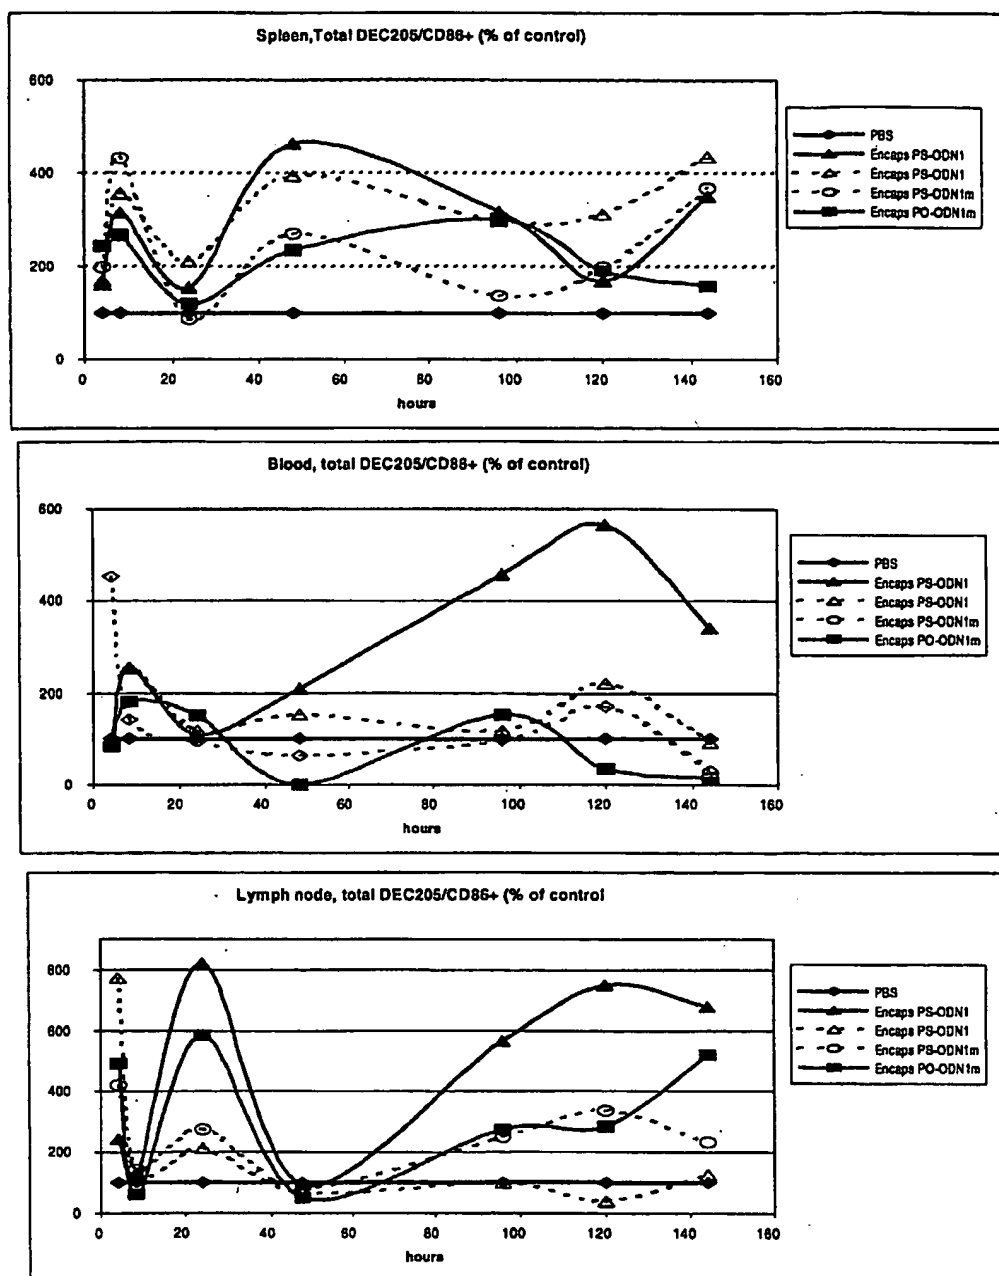 Spleen,Total DEC205/CD86+ (% of control)
600
400
200
0
0 20 40 60 80 100 120 140 160
hours
PBS
Encaps PS-ODN1
Encaps PS-ODN1
Encaps PS-ODN1m
Encaps PO-ODN1m
Blood, total DEC205/CD86+ (% of control)
600
400
200
0
0 20 40 60 80 100 120 140 160
hours
PBS
Encaps PS-ODN1
Encaps PS-ODN1
Encaps PS-ODN1m
Encaps PO-ODN1m
Lymph node, total DEC205/CD86+ (% of control
800
600
400
200
0
0 20 40 60 80 100 120 140 160
hours
PBS
Encaps PS-ODN1
Encaps PS-ODN1
Encaps PS-ODN1m
Encaps PO-ODN1m